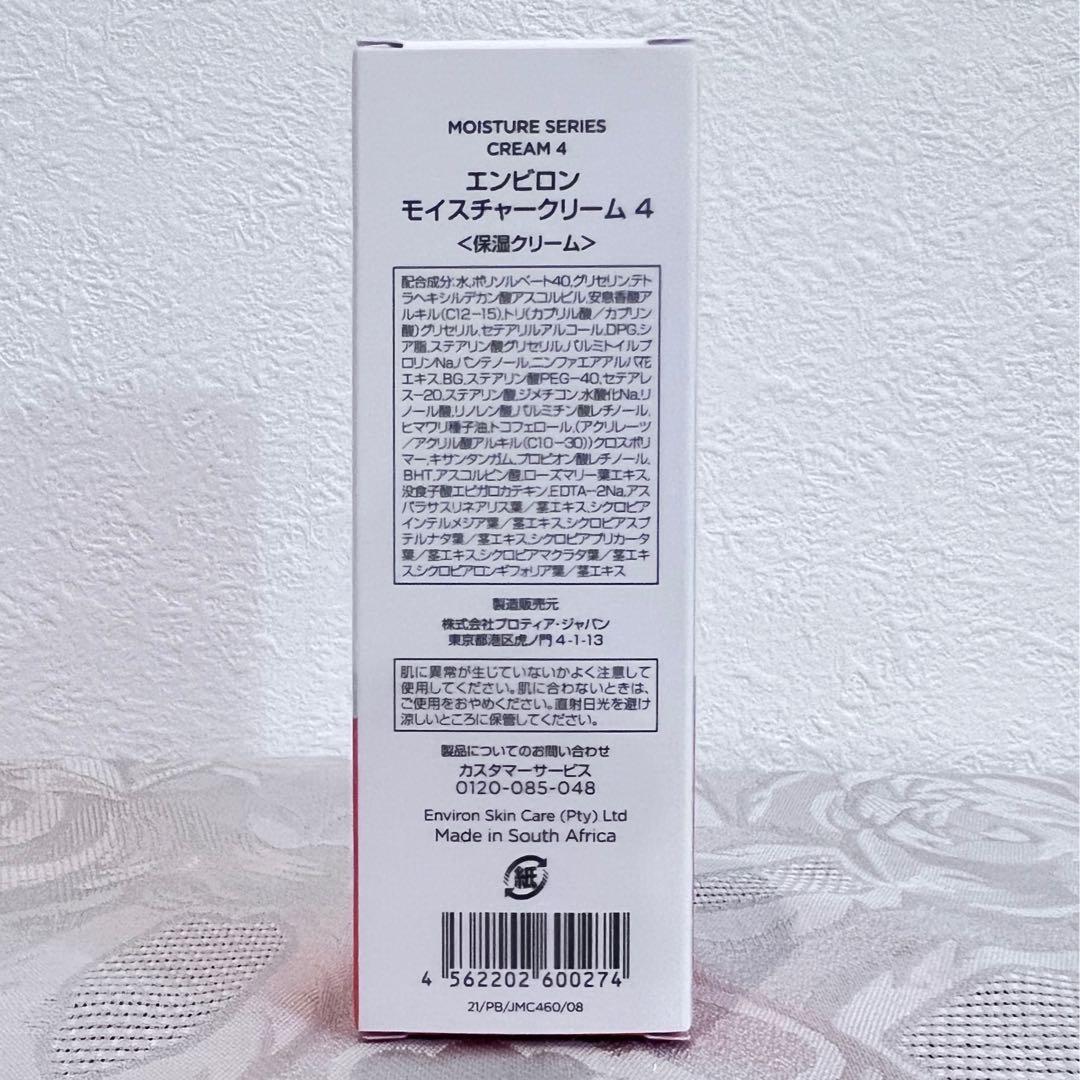 MOISTURE SERIES
CREAM 4
エンビロン
モイスチャークリーム 4
<保湿クリーム>
配合成分:水,ポリソルベート40,グリセリン,テト
ラヘキシルデカン酸アスコルビル,安息香酸ア
ルキル(C12-15),トリ(カプリル酸/カプリン
酸)グリセリル,セテアリルアルコール,DPG,シ
ア脂,ステアリン酸グリセリル,パルミトイルプ
ロリンNa,パンテノール,ニンファエアアルバ花
エキス,BG,ステアリン酸PEG-40,セテアレ
ス-20,ステアリン酸,ジメチコン,水酸化Na,リ
ノール酸,リノレン酸,パルミチン酸レチノール,
ヒマワリ種子油,トコフェロール,(アクリレーツ
/アクリル酸アルキル(C10-30))クロスポリ
マー,キサンタンガム,プロピオン酸レチノール,
BHT,アスコルビン酸,ローズマリー葉エキス,
没食子酸エピガロカテキン,EDTA-2Na,アス
パラサスリネアリス葉/茎エキス,シクロピア
インテルメジア葉/茎エキス,シクロピアスブ
テルナタ葉/茎エキス,シクロピアプリカータ
葉/茎エキス,シクロピアマクラタ葉/茎エキ
ス,シクロピアロンギフォリア葉/茎エキス
製造販売元
株式会社プロティア・ジャパン
東京都港区虎ノ門 4-1-13
肌に異常が生じていないかよく注意して
使用してください。肌に合わないときは、
ご使用をおやめください。直射日光を避け
涼しいところに保管してください。
製品についてのお問い合わせ
カスタマーサービス
0120-085-048
Environ Skin Care (Pty) Ltd
Made in South Africa
紙
4 562202 600274
21/PB/JMC460/08